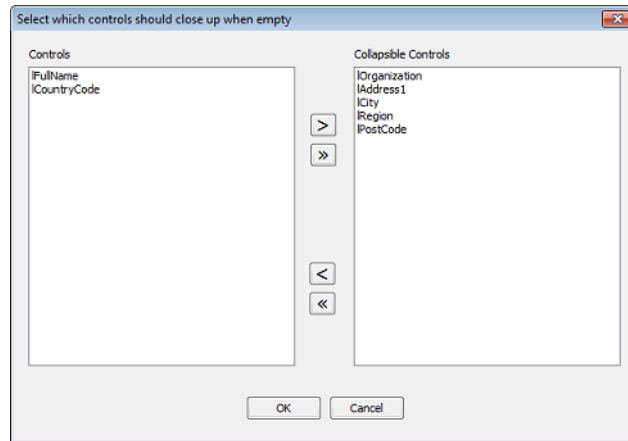 Select which controls should close up when empty
Controls
Collapsible Controls
lFullName
lCountryCode
lOrganization
lAddress1
lCity
lRegion
lPostCode
>
»
<
«
OK
Cancel